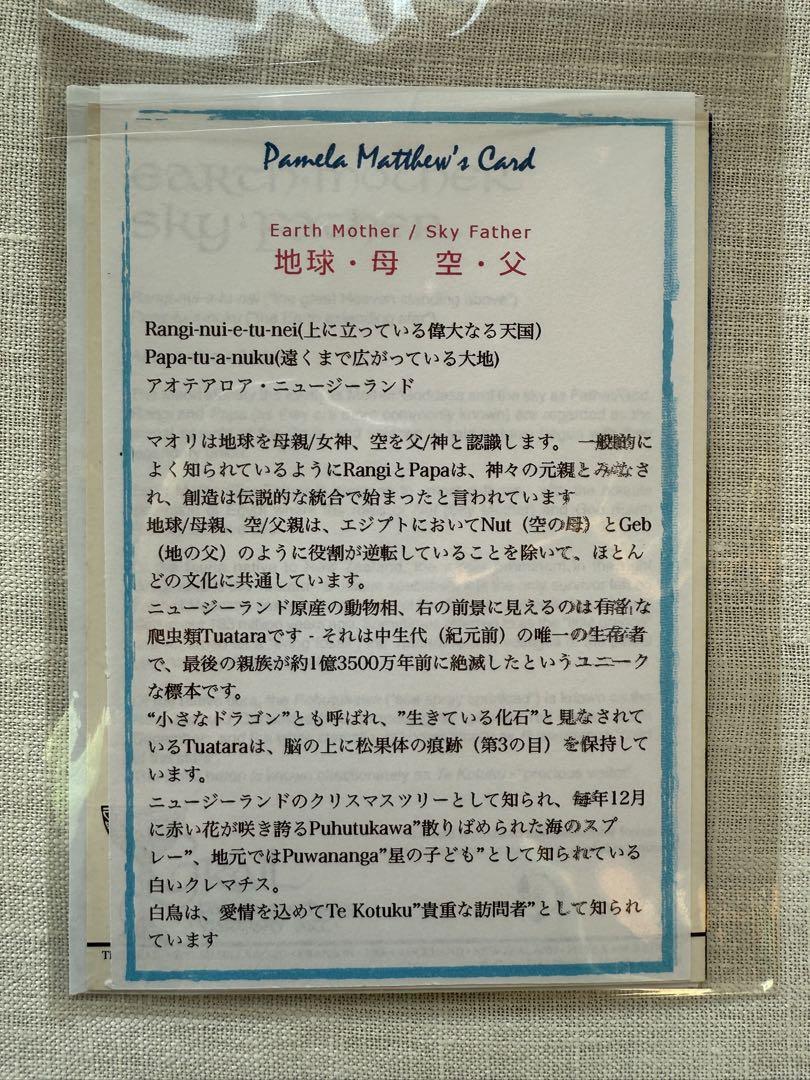 Pamela Matthew's Card
Earth Mother / Sky Father
地球・母　空・父
Rangi-nui-e-tu-nei(上に立っている偉大なる天国)
Papa-tu-a-nuku(遠くまで広がっている大地)
アオテアロア・ニュージーランド
マオリは地球を母親/女神、空を父/神と認識します。 一般的に
よく知られているようにRangiとPapaは、神々の元親とみなさ
れ、創造は伝説的な統合で始まったと言われています
地球/母親、空/父親は、エジプトにおいてNut（空の母）とGeb
（地の父）のように役割が逆転していることを除いて、ほとん
どの文化に共通しています。
ニュージーランド原産の動物相、右の前景に見えるのは有名な
爬虫類Tuataraです - それは中生代（紀元前）の唯一の生存者
で、最後の親族が約1億3500万年前に絶滅したというユニーク
な標本です。
“小さなドラゴン”とも呼ばれ、”生きている化石”と見なされて
いるTuataraは、脳の上に松果体の痕跡（第3の目）を保持して
います。
ニュージーランドのクリスマスツリーとして知られ、毎年12月
に赤い花が咲き誇るPuhutukawa”散りばめられた海のスプ
レー”、地元ではPuwananga”星の子ども”として知られている
白いクレマチス。
白鳥は、愛情を込めてTe Kotuku”貴重な訪問者”として知られ
ています